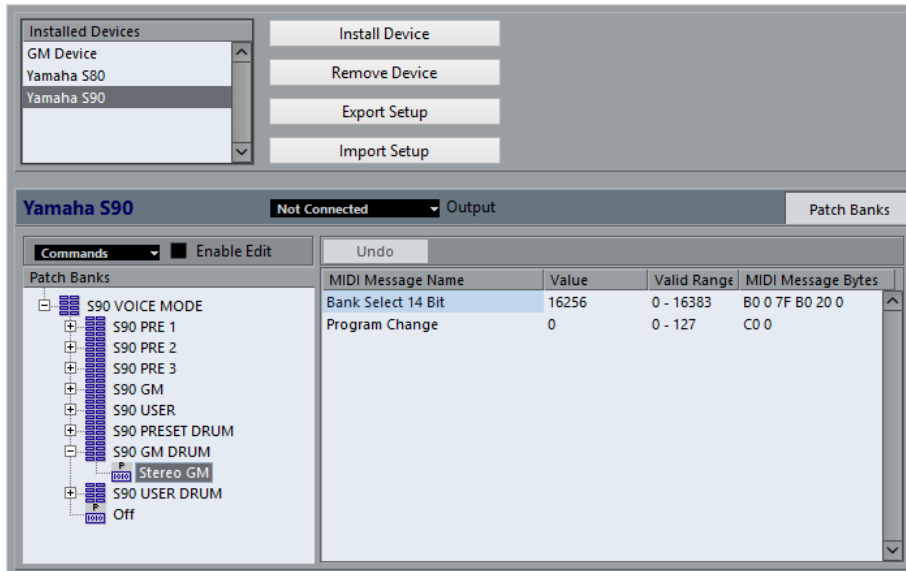 Installed Devices
GM Device
Yamaha S80
Yamaha S90
Install Device
Remove Device
Export Setup
Import Setup
Yamaha S90
Not Connected
Output
Patch Banks
Commands
Enable Edit
Undo
Patch Banks
S90 VOICE MODE
S90 PRE 1
S90 PRE 2
S90 PRE 3
S90 GM
S90 USER
S90 PRESET DRUM
S90 GM DRUM
P
1010
Stereo GM
S90 USER DRUM
P
1010
Off
MIDI Message Name Value Valid Range MIDI Message Bytes
Bank Select 14 Bit 16256 0 - 16383 B0 0 7F B0 20 0
Program Change 0 0 - 127 C0 0